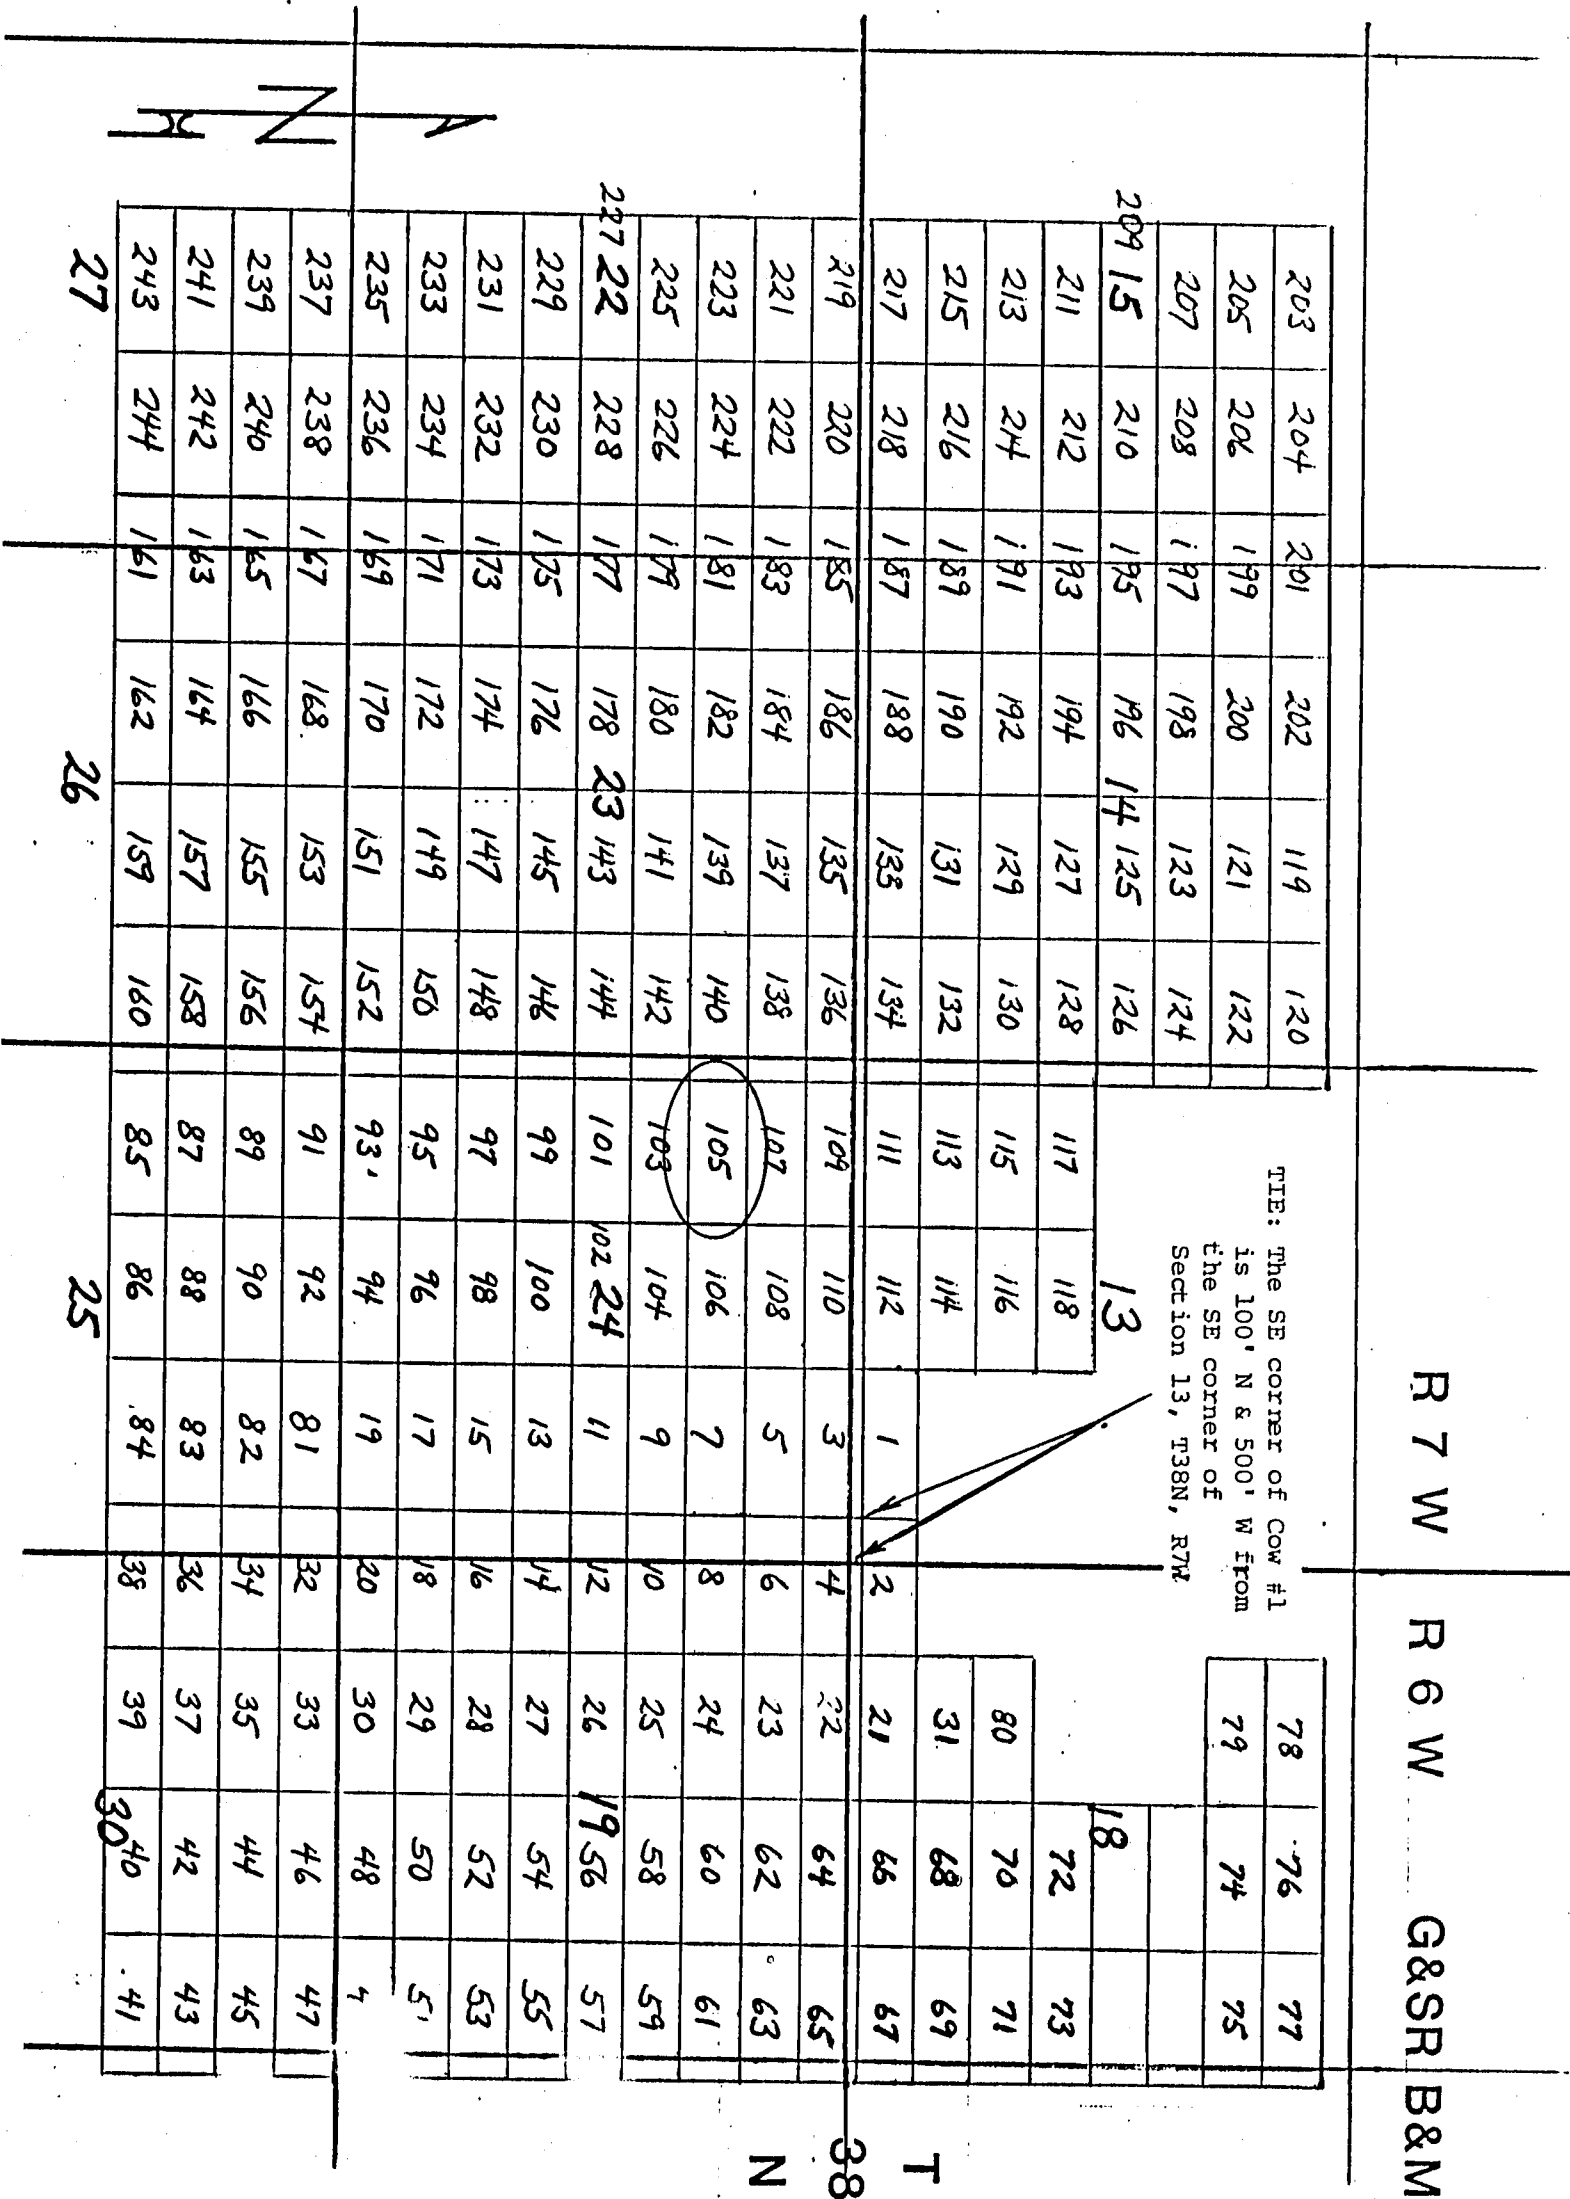 R 7 W R 6 W G&SR B&M
TIE: The SE corner of Cow #1
is 100' N & 500' W from
the SE corner of
Section 13, T38N, R7W
203 204 201 202 119 120 78 76 77
205 206 199 200 121 122 79 74 75
207 208 197 198 123 124
209 15 210 195 196 14 125 126 13 18
211 212 193 194 127 128 117 118 72 73
213 214 191 192 129 130 115 116 80 70 71
215 216 189 190 131 132 113 114 31 68 69
217 218 187 188 133 134 111 112 1 2 21 66 67
219 220 185 186 135 136 109 110 3 4 22 64 65
221 222 183 184 137 138 107 108 5 6 23 62 63
223 224 181 182 139 140 105 106 7 8 24 60 61
225 226 179 180 141 142 103 104 9 10 25 58 59
227 22 228 177 178 23 143 144 101 102 24 11 12 26 19 56 57
229 230 175 176 145 146 99 100 13 14 27 54 55
231 232 173 174 147 148 97 98 15 16 28 52 53
233 234 171 172 149 150 95 96 17 18 29 50 5
235 236 169 170 151 152 93 94 19 20 30 48
237 238 167 168 153 154 91 92 81 32 33 46 47
239 240 165 166 155 156 89 90 82 34 35 44 45
241 242 163 164 157 158 87 88 83 36 37 42 43
243 244 161 162 159 160 85 86 84 38 39 40 41
27 26 25 30
T
38
N
N